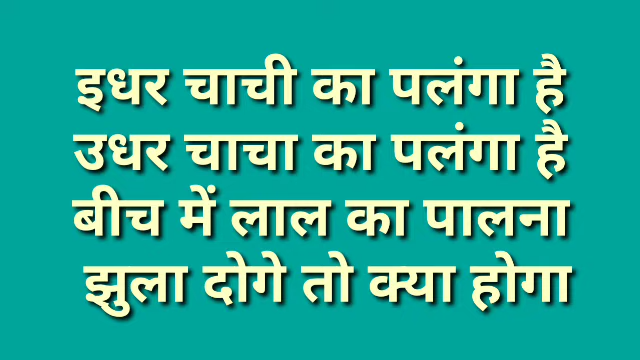 इधर चाची का पलंगा है
उधर चाचा का पलंगा है
बीच में लाल का पालना
झुला दोगे तो क्या होगा